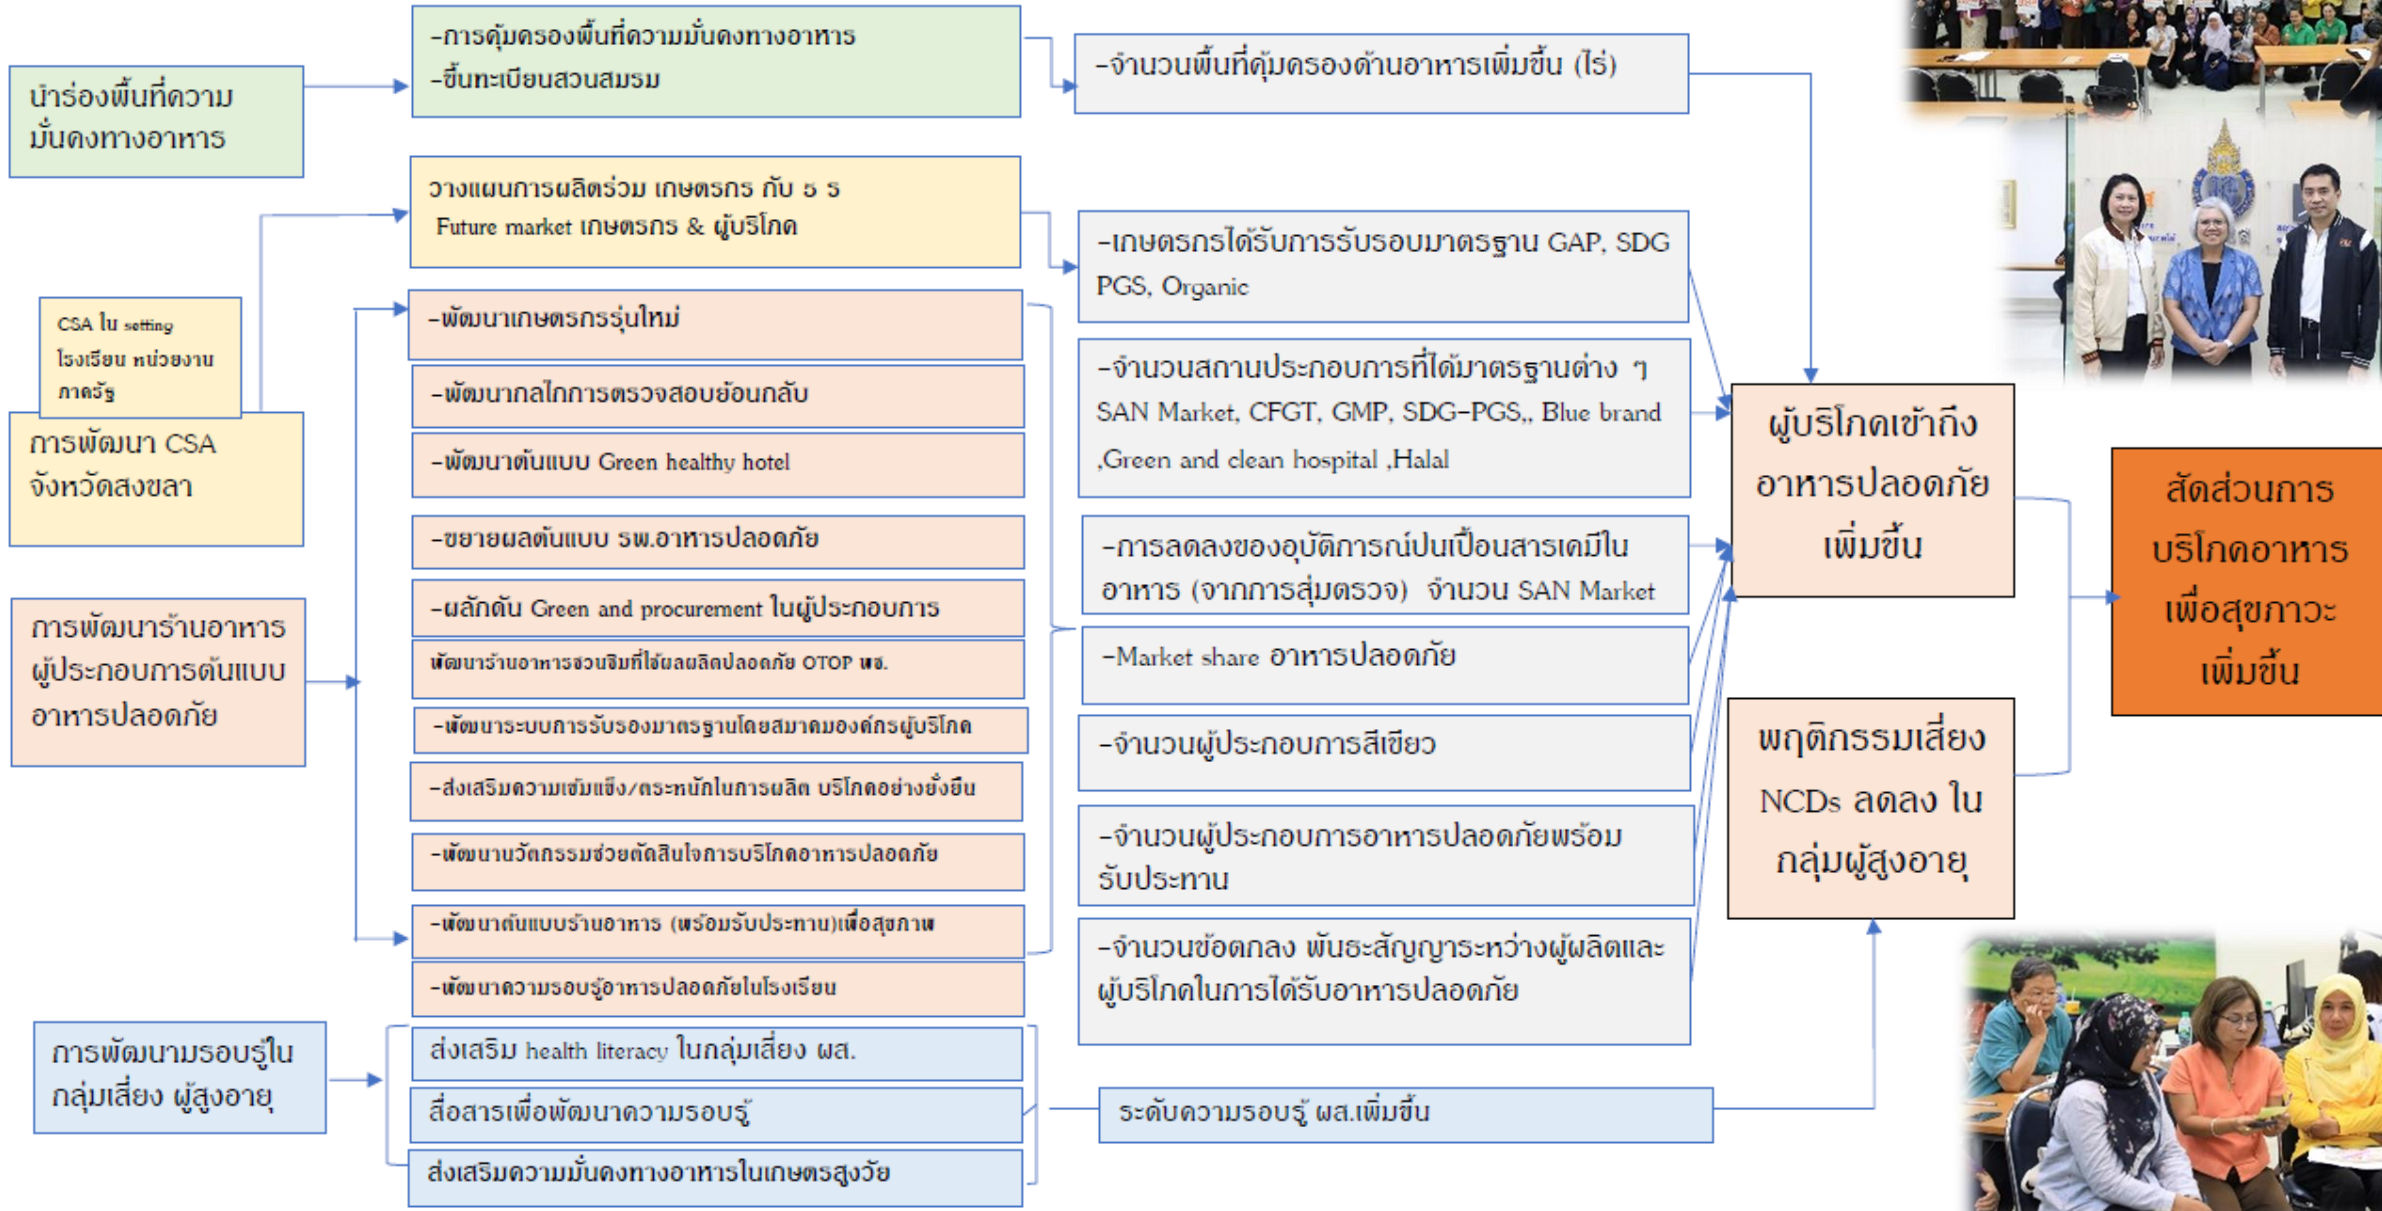 นำร่องพื้นที่ความ
มั่นคงทางอาหาร
-การคุ้มครองพื้นที่ความมั่นคงทางอาหาร
-ขึ้นทะเบียนสวนสมรม
-จำนวนพื้นที่คุ้มครองด้านอาหารเพิ่มขึ้น (ไร่)
CSA ใน setting
โรงเรียน หน่วยงาน
ภาครัฐ
การพัฒนา CSA
จังหวัดสงขลา
วางแผนการผลิตร่วม เกษตรกร กับ 5 ร
Future market เกษตรกร & ผู้บริโภค
-เกษตรกรได้รับการรับรอบมาตรฐาน GAP, SDG
PGS, Organic
การพัฒนาร้านอาหาร
ผู้ประกอบการต้นแบบ
อาหารปลอดภัย
-พัฒนาเกษตรกรรุ่นใหม่
-พัฒนากลไกการตรวจสอบย้อนกลับ
-พัฒนาต้นแบบ Green healthy hotel
-ขยายผลต้นแบบ รพ.อาหารปลอดภัย
-ผลักดัน Green and procurement ในผู้ประกอบการ
พัฒนาร้านอาหารชวนชิมที่ใช้ผลผลิตปลอดภัย OTOP พช.
-พัฒนาระบบการรับรองมาตรฐานโดยสมาคมองค์กรผู้บริโภค
-ส่งเสริมความเข้มแข็ง/ตระหนักในการผลิต บริโภคอย่างยั่งยืน
-พัฒนานวัตกรรมช่วยตัดสินใจการบริโภคอาหารปลอดภัย
-พัฒนาต้นแบบร้านอาหาร (พร้อมรับประทาน)เพื่อสุขภาพ
-พัฒนาความรอบรู้อาหารปลอดภัยในโรงเรียน
-จำนวนสถานประกอบการที่ได้มาตรฐานต่าง ๆ
SAN Market, CFGT, GMP, SDG-PGS,, Blue brand
,Green and clean hospital ,Halal
-การลดลงของอุบัติการณ์ปนเปื้อนสารเคมีใน
อาหาร (จากการสุ่มตรวจ) จำนวน SAN Market
-Market share อาหารปลอดภัย
-จำนวนผู้ประกอบการสีเขียว
-จำนวนผู้ประกอบการอาหารปลอดภัยพร้อม
รับประทาน
-จำนวนข้อตกลง พันธะสัญญาระหว่างผู้ผลิตและ
ผู้บริโภคในการได้รับอาหารปลอดภัย
การพัฒนามรอบรู้ใน
กลุ่มเสี่ยง ผู้สูงอายุ
ส่งเสริม health literacy ในกลุ่มเสี่ยง ผส.
สื่อสารเพื่อพัฒนาความรอบรู้
ส่งเสริมความมั่นคงทางอาหารในเกษตรสูงวัย
ระดับความรอบรู้ ผส.เพิ่มขึ้น
ผู้บริโภคเข้าถึง
อาหารปลอดภัย
เพิ่มขึ้น
พฤติกรรมเสี่ยง
NCDs ลดลง ใน
กลุ่มผู้สูงอายุ
สัดส่วนการ
บริโภคอาหาร
เพื่อสุขภาวะ
เพิ่มขึ้น